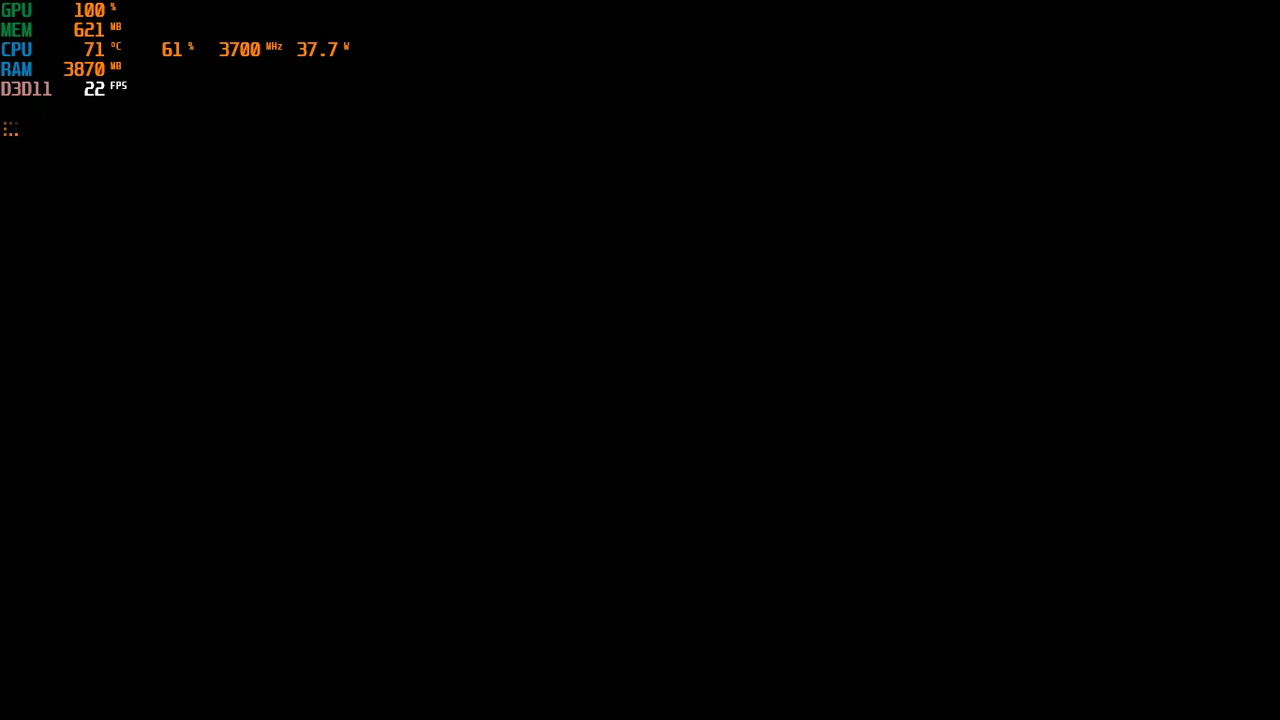 GPU 100 %
MEM 621 MB
CPU 71 °C 61 % 3700 MHz 37.7 W
RAM 3870 MB
D3D11 22 FPS